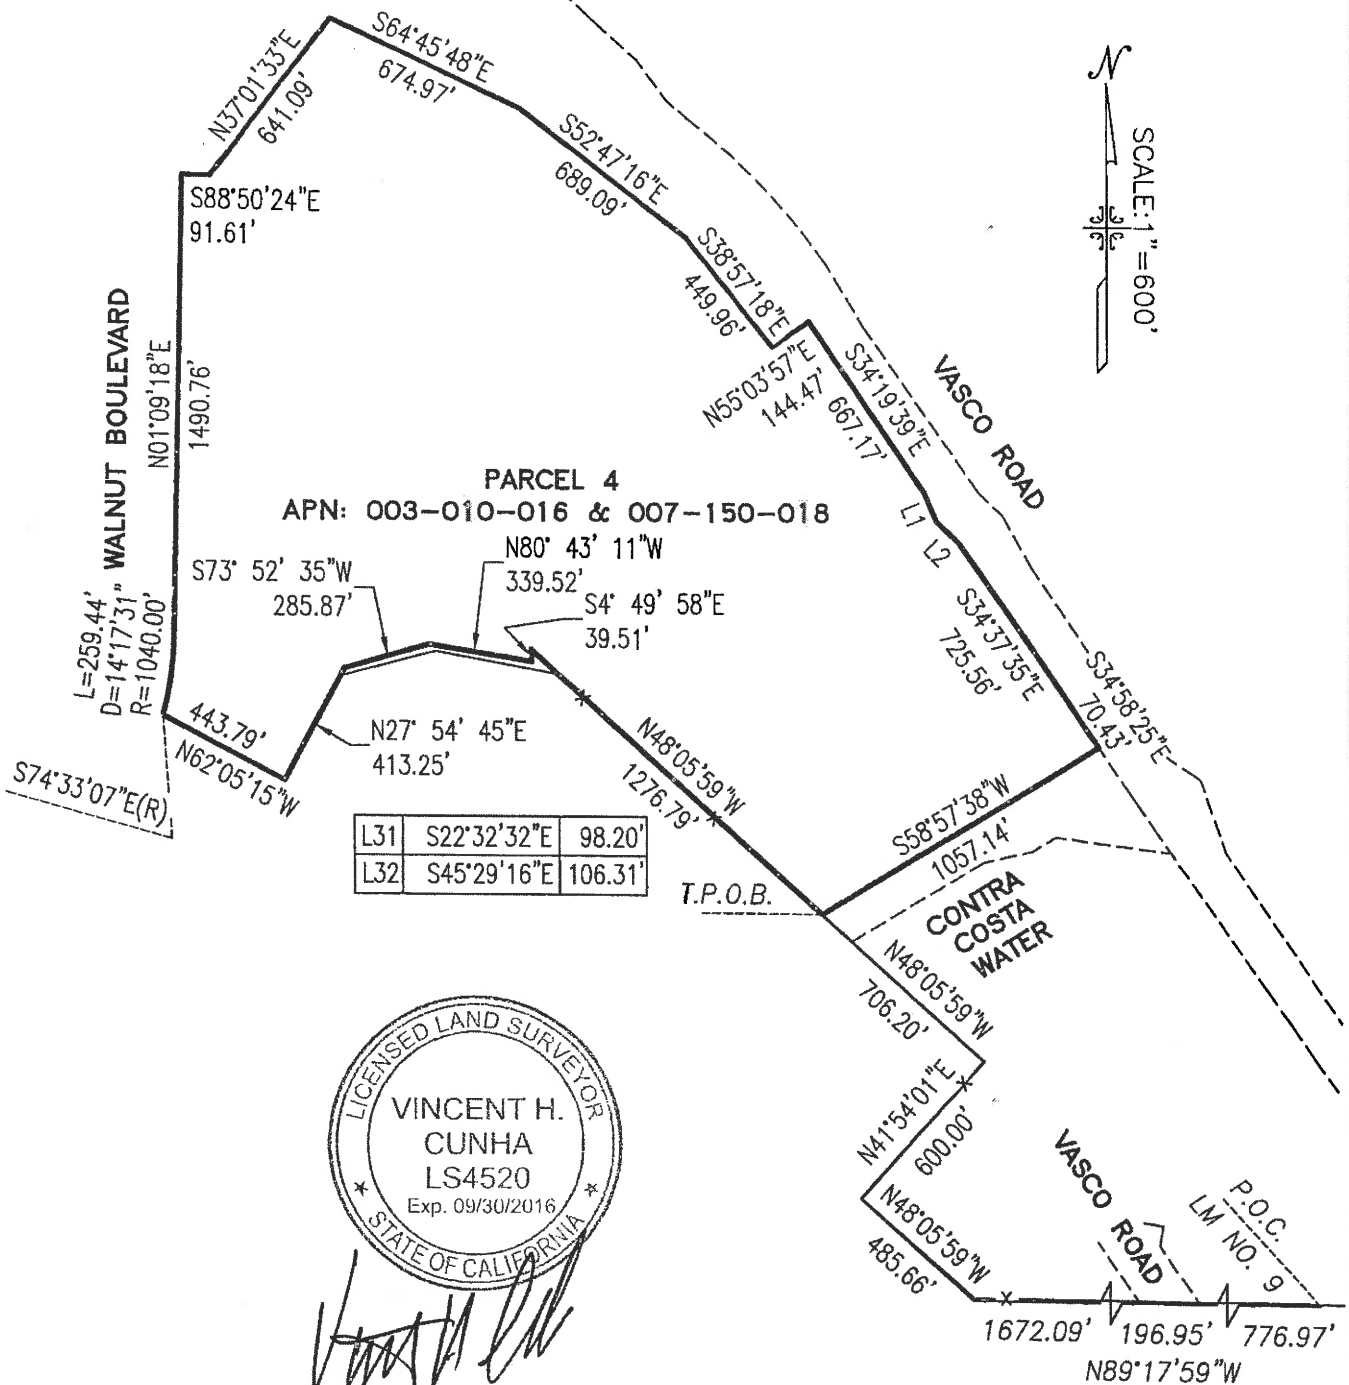 N
SCALE:1"=600'
S64°45'48"E
674.97'
N37°01'33"E
641.09'
S52°47'16"E
689.09'
S88°50'24"E
91.61'
S38°57'18"E
449.96'
N55°03'57"E
144.47'
S34°19'39"E
667.17'
VASCO ROAD
WALNUT BOULEVARD
N01°09'18"E
1490.76'
PARCEL 4
APN: 003-010-016 & 007-150-018
L1
L2
N80° 43' 11"W
339.52'
S73° 52' 35"W
285.87'
S4° 49' 58"E
39.51'
L=259.44'
D=14°17'31"
R=1040.00'
S34°37'35"E
725.56'
S34°58'25"E
70.43'
443.79'
N62°05'15"W
N27° 54' 45"E
413.25'
N48°05'59"W
1276.79'
S74°33'07"E(R)
L31 S22°32'32"E 98.20'
L32 S45°29'16"E 106.31'
S58°57'38"W
1057.14'
T.P.O.B.
CONTRA
COSTA
WATER
N48°05'59"W
706.20'
LICENSED LAND SURVEYOR
VINCENT H.
CUNHA
LS4520
Exp. 09/30/2016
STATE OF CALIFORNIA
N41°54'01"E
600.00'
N48°05'59"W
485.66'
VASCO ROAD
P.O.C.
LM NO. 9
1672.09' 196.95' 776.97'
N89°17'59"W